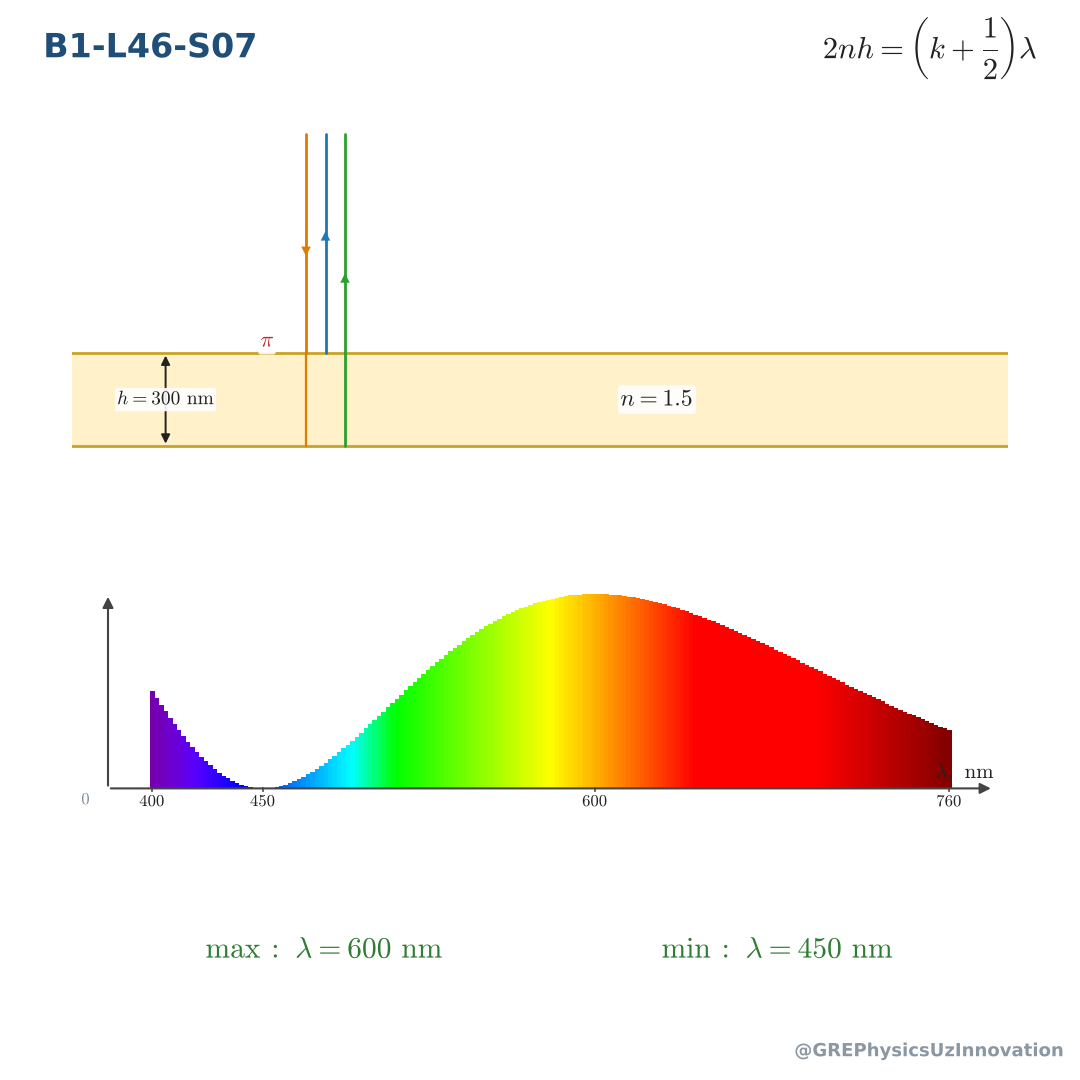 B1-L46-S07
2nh = (k + 1/2)λ
π
h = 300 nm
n = 1.5
λ, nm
0 400 450 600 760
max : λ = 600 nm
min : λ = 450 nm
@GREPhysicsUzInnovation